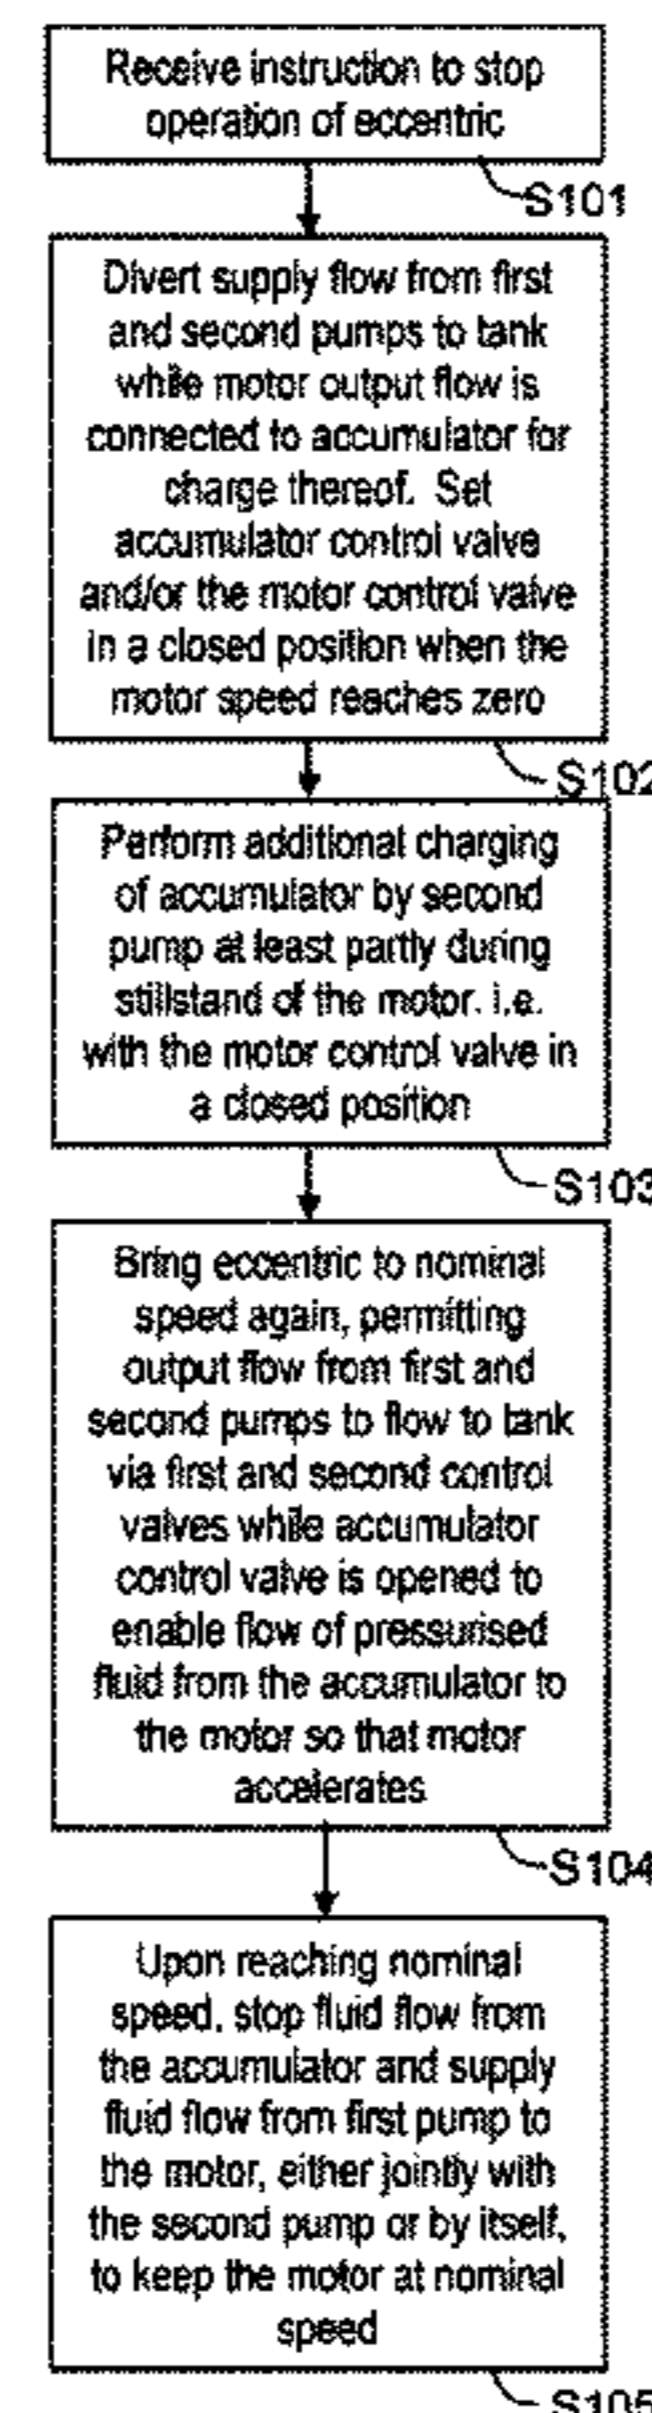 Receive instruction to stop
operation of eccentric
S101
Divert supply flow from first
and second pumps to tank
while motor output flow is
connected to accumulator for
charge thereof. Set
accumulator control valve
and/or the motor control valve
in a closed position when the
motor speed reaches zero
S102
Perform additional charging
of accumulator by second
pump at least partly during
stillstand of the motor. i.e.
with the motor control valve in
a closed position
S103
Bring eccentric to nominal
speed again, permitting
output flow from first and
second pumps to flow to tank
via first and second control
valves while accumulator
control valve is opened to
enable flow of pressurised
fluid from the accumulator to
the motor so that motor
accelerates
S104
Upon reaching nominal
speed, stop fluid flow from
the accumulator and supply
fluid flow from first pump to
the motor, either jointly with
the second pump or by itself,
to keep the motor at nominal
speed
S105